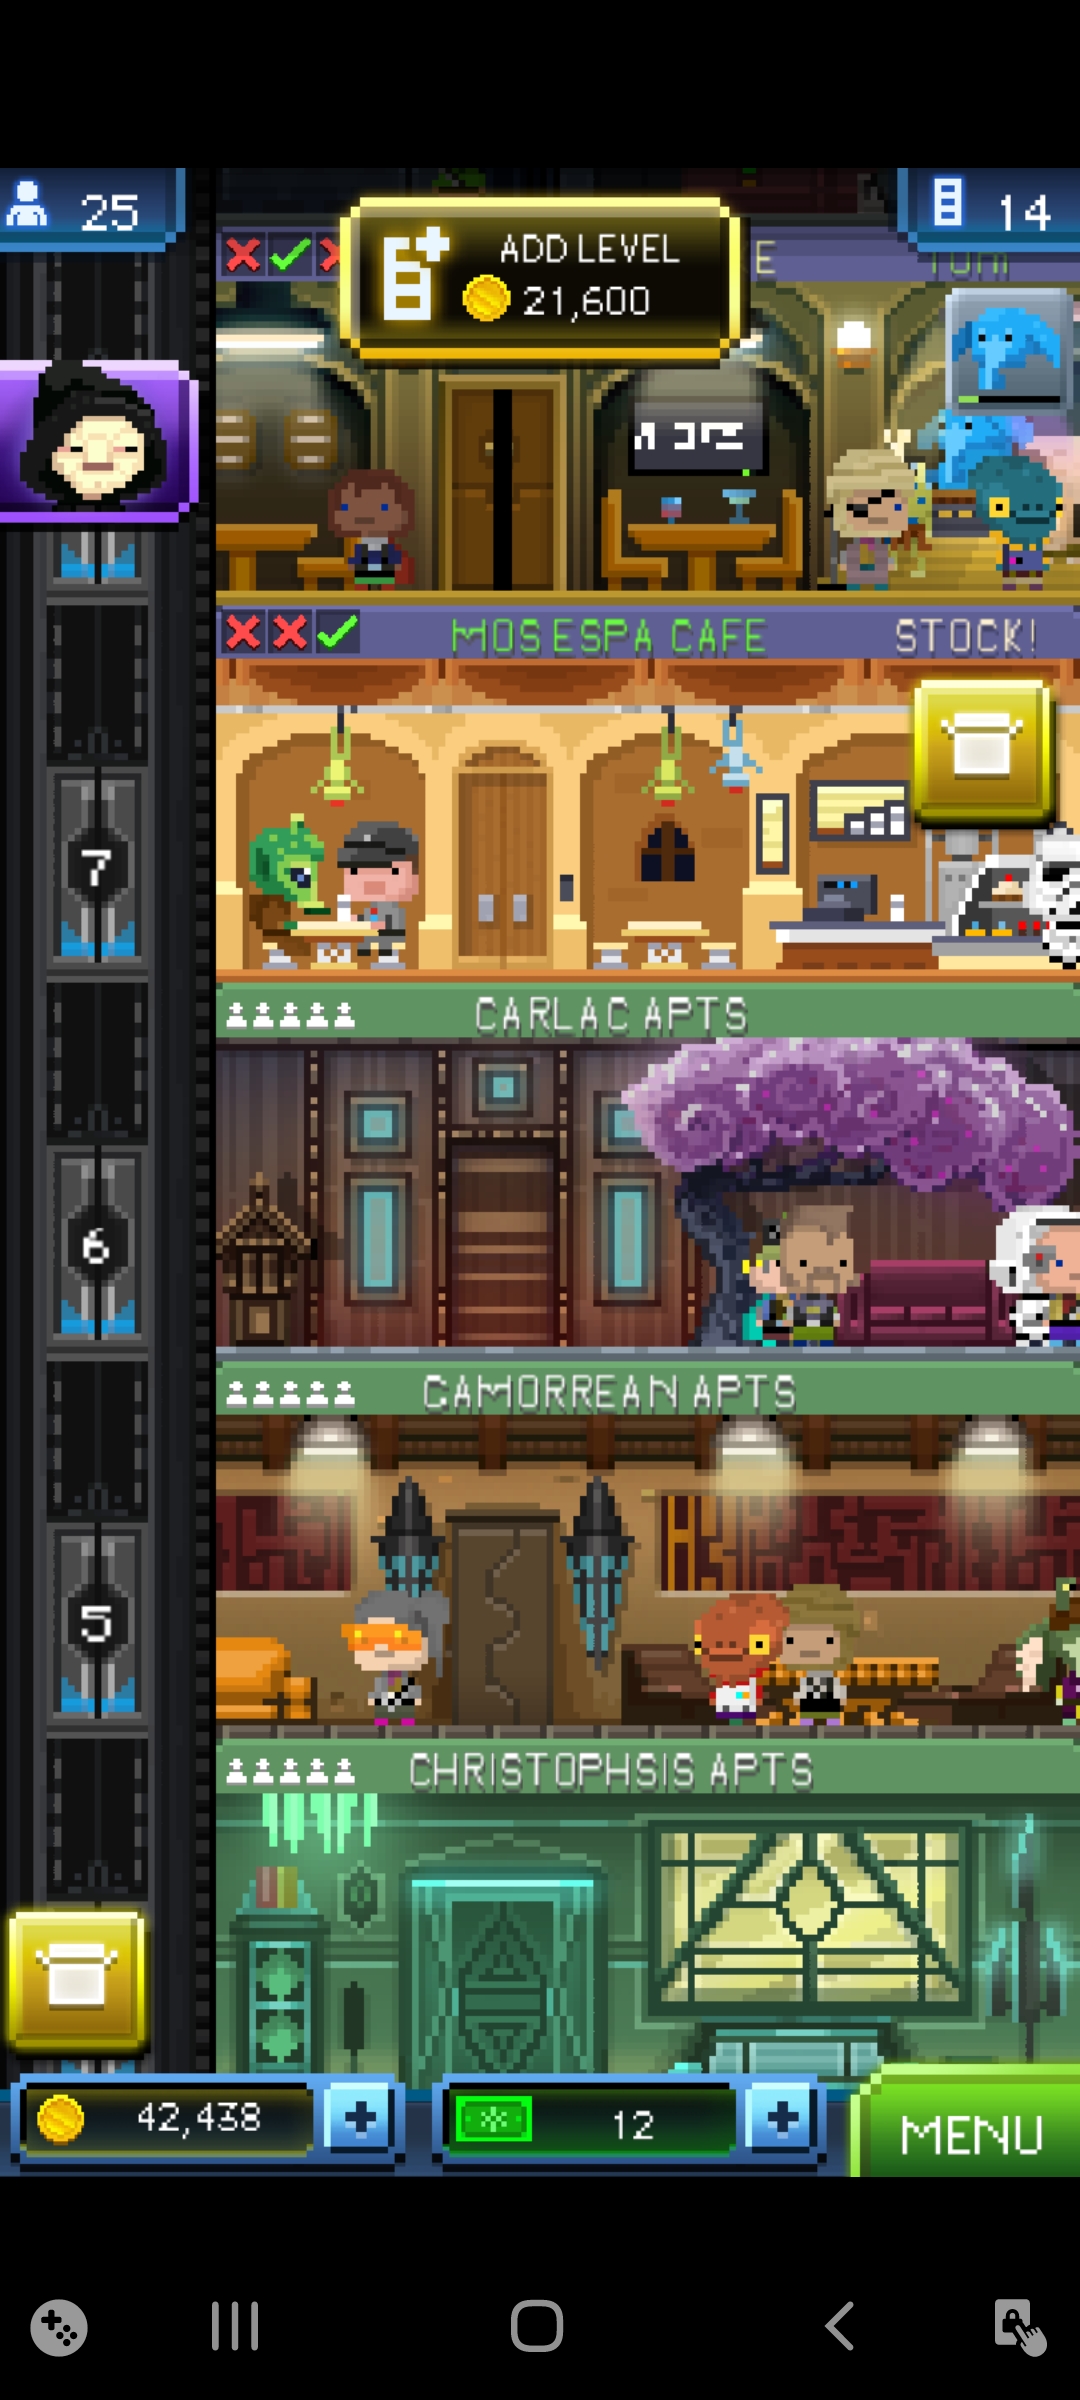 25
14
ADD LEVEL
21,600
E
MOS ESPA CAFE
STOCK!
7
CARLAC APTS
6
CAMORREAN APTS
5
CHRISTOPHSIS APTS
42,438
12
MENU